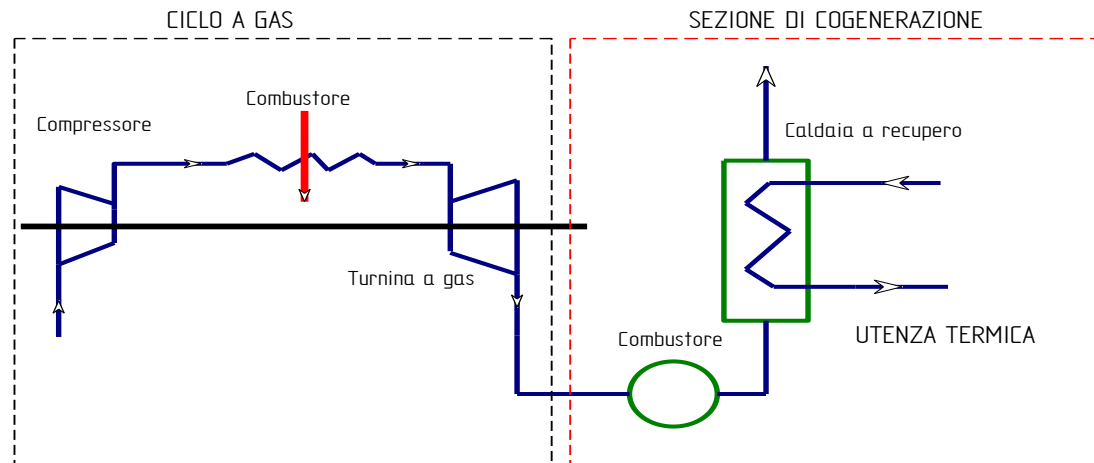 CICLO A GAS
SEZIONE DI COGENERAZIONE
Combustore
Compressore
Caldaia a recupero
Turnina a gas
Combustore
UTENZA TERMICA